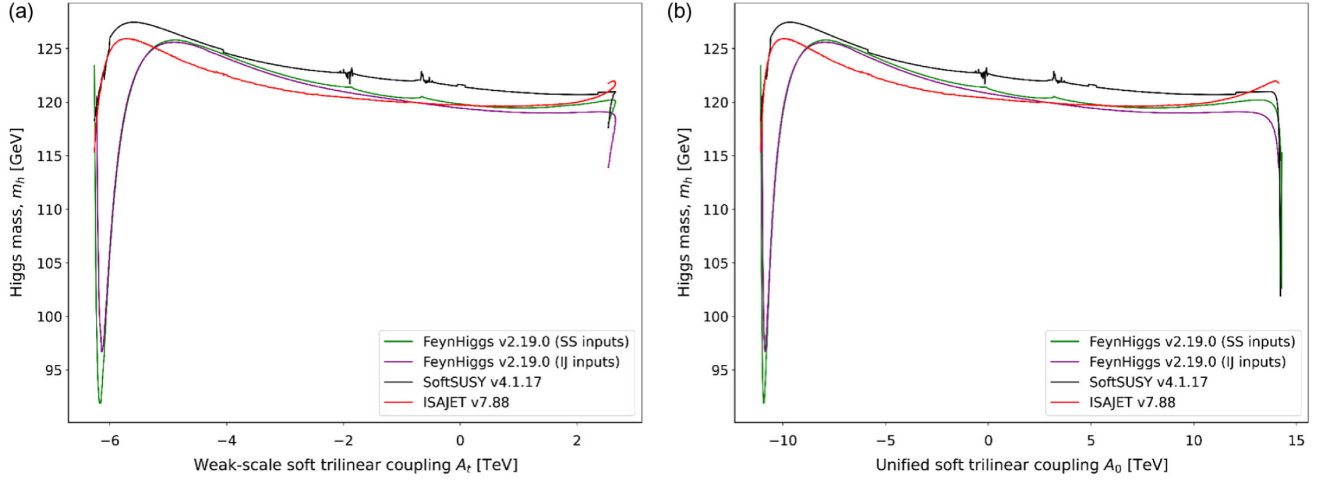 (a)
Higgs mass, m_h [GeV]
125
120
115
110
105
100
95
−6
−4
−2
0
2
Weak-scale soft trilinear coupling A_t [TeV]
FeynHiggs v2.19.0 (SS inputs)
FeynHiggs v2.19.0 (IJ inputs)
SoftSUSY v4.1.17
ISAJET v7.88
(b)
Higgs mass, m_h [GeV]
125
120
115
110
105
100
95
−10
−5
0
5
10
15
Unified soft trilinear coupling A_0 [TeV]
FeynHiggs v2.19.0 (SS inputs)
FeynHiggs v2.19.0 (IJ inputs)
SoftSUSY v4.1.17
ISAJET v7.88